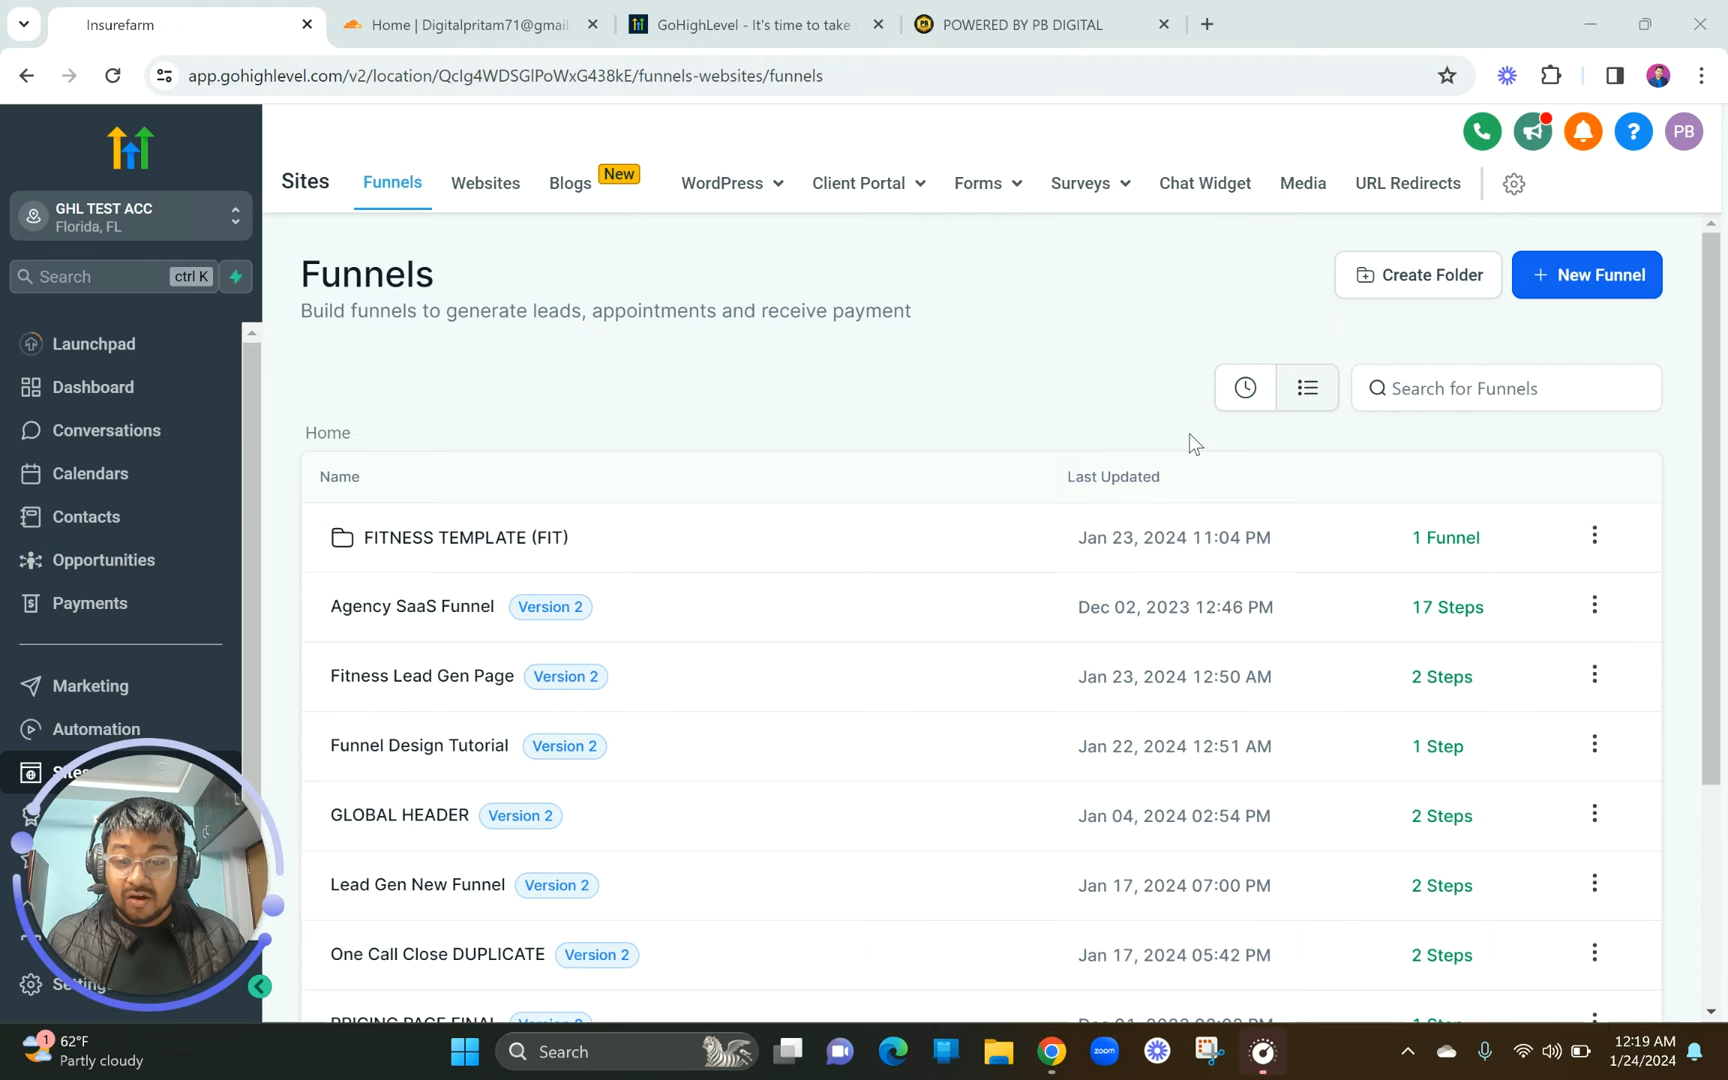 Insurefarm
Home | Digitalpritam71@gmail.
GoHighLevel - It's time to take
POWERED BY PB DIGITAL
app.gohighlevel.com/v2/location/QcIg4WDSGlPoWxG438kE/funnels-websites/funnels
PB
Sites
Funnels
Websites
Blogs
New
WordPress
Client Portal
Forms
Surveys
Chat Widget
Media
URL Redirects
GHL TEST ACC
Florida, FL
Search
ctrl K
Launchpad
Dashboard
Conversations
Calendars
Contacts
Opportunities
Payments
Marketing
Automation
Sites
Settings
Funnels
Build funnels to generate leads, appointments and receive payment
Create Folder
+ New Funnel
Search for Funnels
Home
Name
Last Updated
FITNESS TEMPLATE (FIT)
Jan 23, 2024 11:04 PM
1 Funnel
Agency SaaS Funnel
Version 2
Dec 02, 2023 12:46 PM
17 Steps
Fitness Lead Gen Page
Version 2
Jan 23, 2024 12:50 AM
2 Steps
Funnel Design Tutorial
Version 2
Jan 22, 2024 12:51 AM
1 Step
GLOBAL HEADER
Version 2
Jan 04, 2024 02:54 PM
2 Steps
Lead Gen New Funnel
Version 2
Jan 17, 2024 07:00 PM
2 Steps
One Call Close DUPLICATE
Version 2
Jan 17, 2024 05:42 PM
2 Steps
PRICING PAGE FINAL
Version 2
1
62°F
Partly cloudy
Search
zoom
12:19 AM
1/24/2024